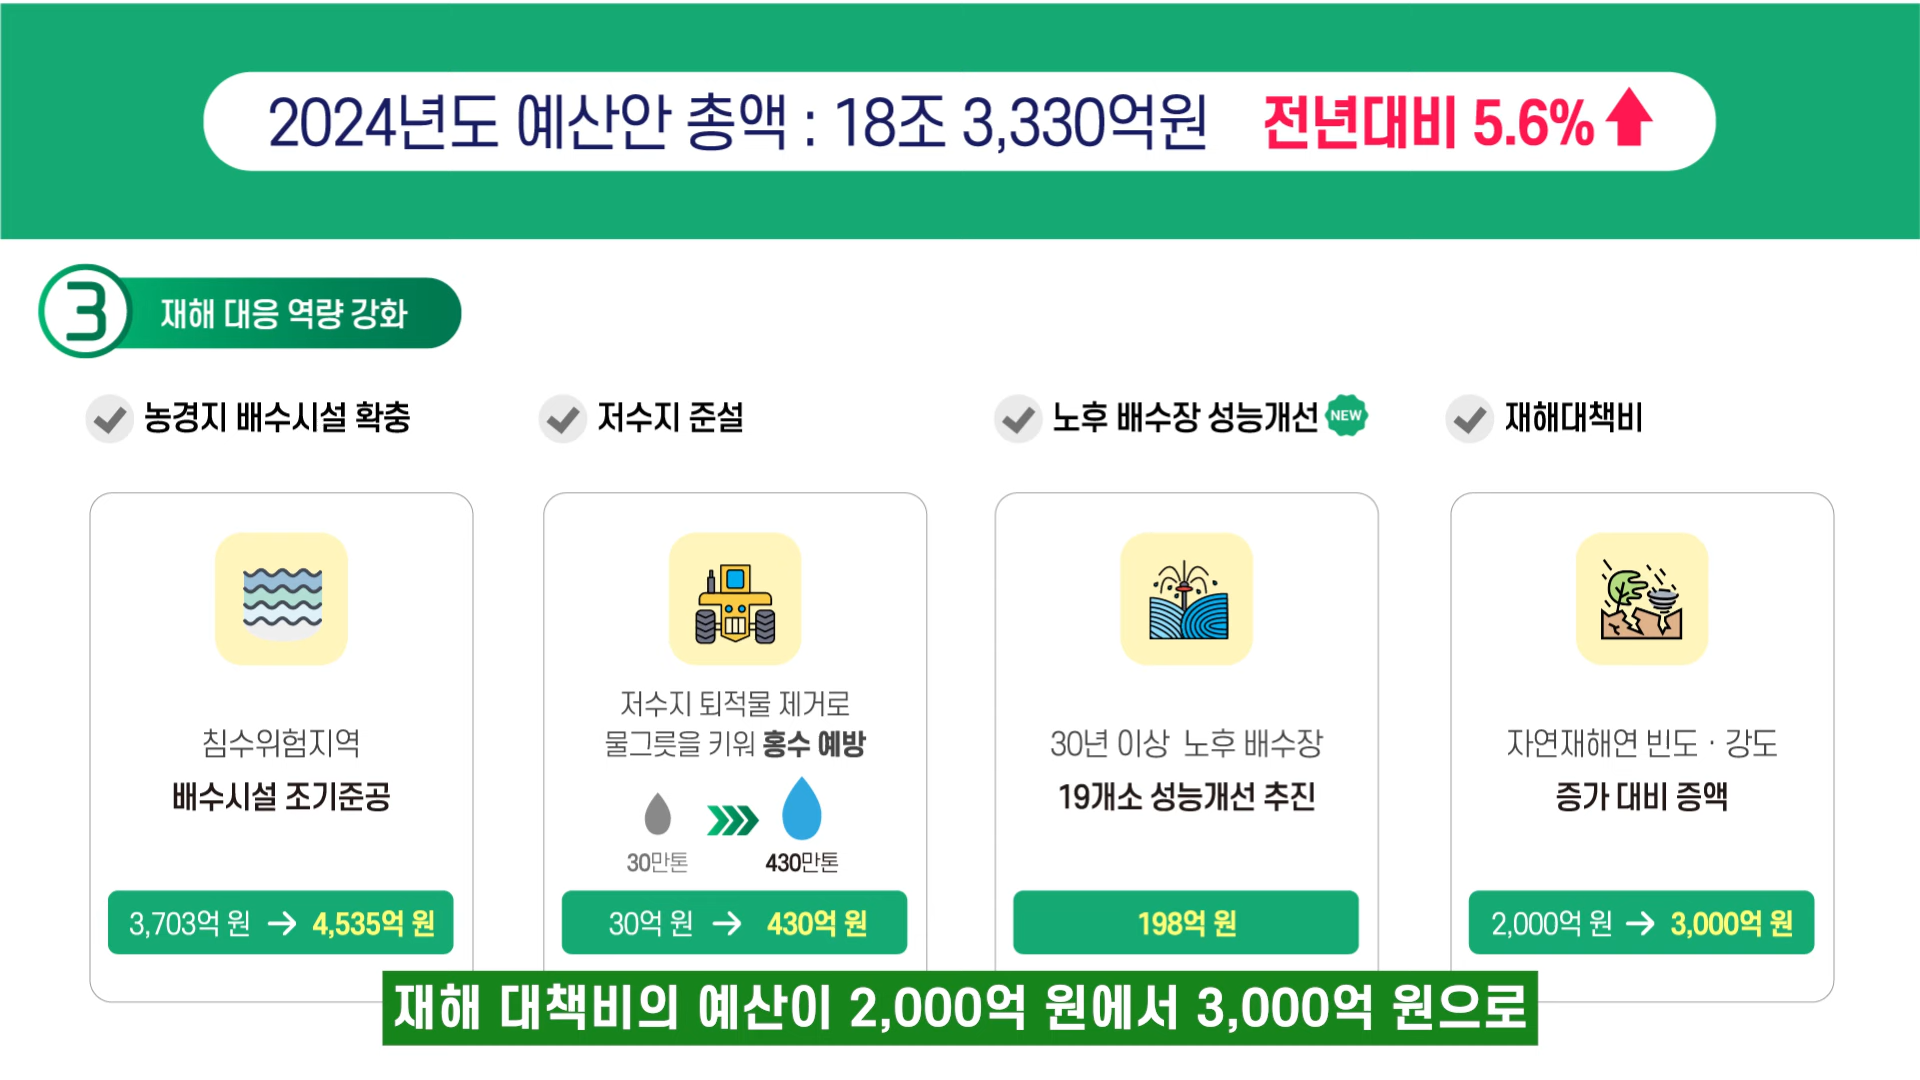 2024년도 예산안 총액 : 18조 3,330억원 전년대비 5.6%
3 재해 대응 역량 강화
농경지 배수시설 확충
저수지 준설
노후 배수장 성능개선 NEW
재해대책비
침수위험지역
배수시설 조기준공
3,703억 원 → 4,535억 원
저수지 퇴적물 제거로
물그릇을 키워 홍수 예방
30만톤 430만톤
30억 원 → 430억 원
30년 이상 노후 배수장
19개소 성능개선 추진
198억 원
자연재해연 빈도 · 강도
증가 대비 증액
2,000억 원 → 3,000억 원
재해 대책비의 예산이 2,000억 원에서 3,000억 원으로